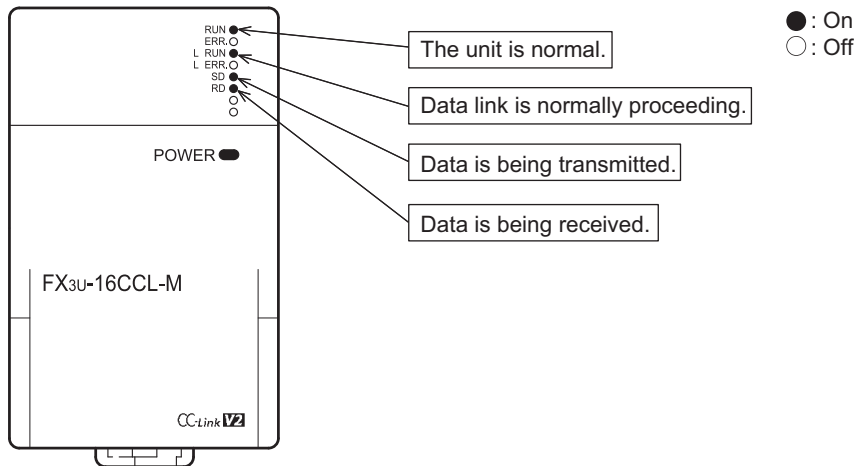 RUN
ERR.
L RUN
L ERR.
SD
RD
POWER
FX3U-16CCL-M
CC-Link V2
The unit is normal.
Data link is normally proceeding.
Data is being transmitted.
Data is being received.
: On
: Off